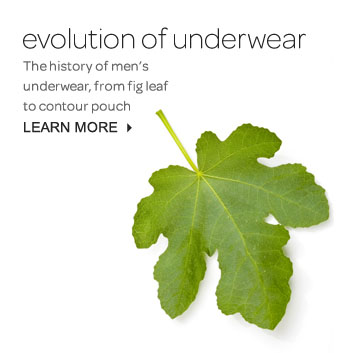 evolution of underwear
The history of men's
underwear, from fig leaf
to contour pouch
LEARN MORE